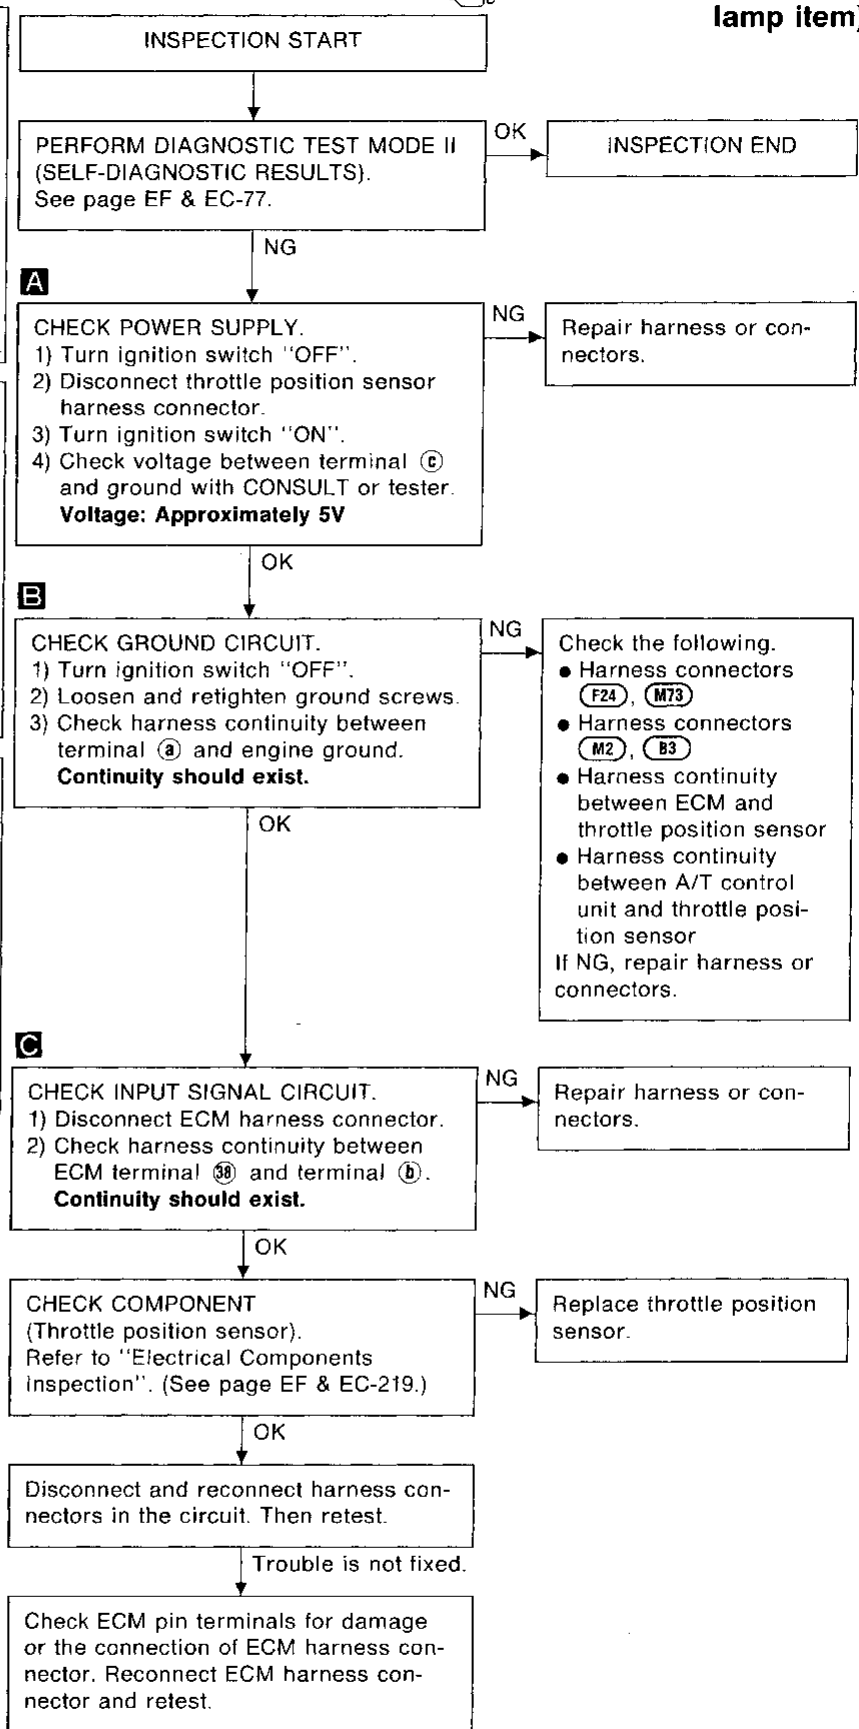 lamp item)
INSPECTION START
PERFORM DIAGNOSTIC TEST MODE II
(SELF-DIAGNOSTIC RESULTS).
See page EF & EC-77.
OK
INSPECTION END
NG
A
CHECK POWER SUPPLY.
1) Turn ignition switch "OFF".
2) Disconnect throttle position sensor
harness connector.
3) Turn ignition switch "ON".
4) Check voltage between terminal ⓒ
and ground with CONSULT or tester.
Voltage: Approximately 5V
NG
Repair harness or con-
nectors.
OK
B
CHECK GROUND CIRCUIT.
1) Turn ignition switch "OFF".
2) Loosen and retighten ground screws.
3) Check harness continuity between
terminal ⓐ and engine ground.
Continuity should exist.
NG
Check the following.
● Harness connectors
F24, M73
● Harness connectors
M2, B3
● Harness continuity
between ECM and
throttle position sensor
● Harness continuity
between A/T control
unit and throttle posi-
tion sensor
If NG, repair harness or
connectors.
OK
C
CHECK INPUT SIGNAL CIRCUIT.
1) Disconnect ECM harness connector.
2) Check harness continuity between
ECM terminal ㊳ and terminal ⓑ.
Continuity should exist.
NG
Repair harness or con-
nectors.
OK
CHECK COMPONENT
(Throttle position sensor).
Refer to "Electrical Components
Inspection". (See page EF & EC-219.)
NG
Replace throttle position
sensor.
OK
Disconnect and reconnect harness con-
nectors in the circuit. Then retest.
Trouble is not fixed.
Check ECM pin terminals for damage
or the connection of ECM harness con-
nector. Reconnect ECM harness con-
nector and retest.